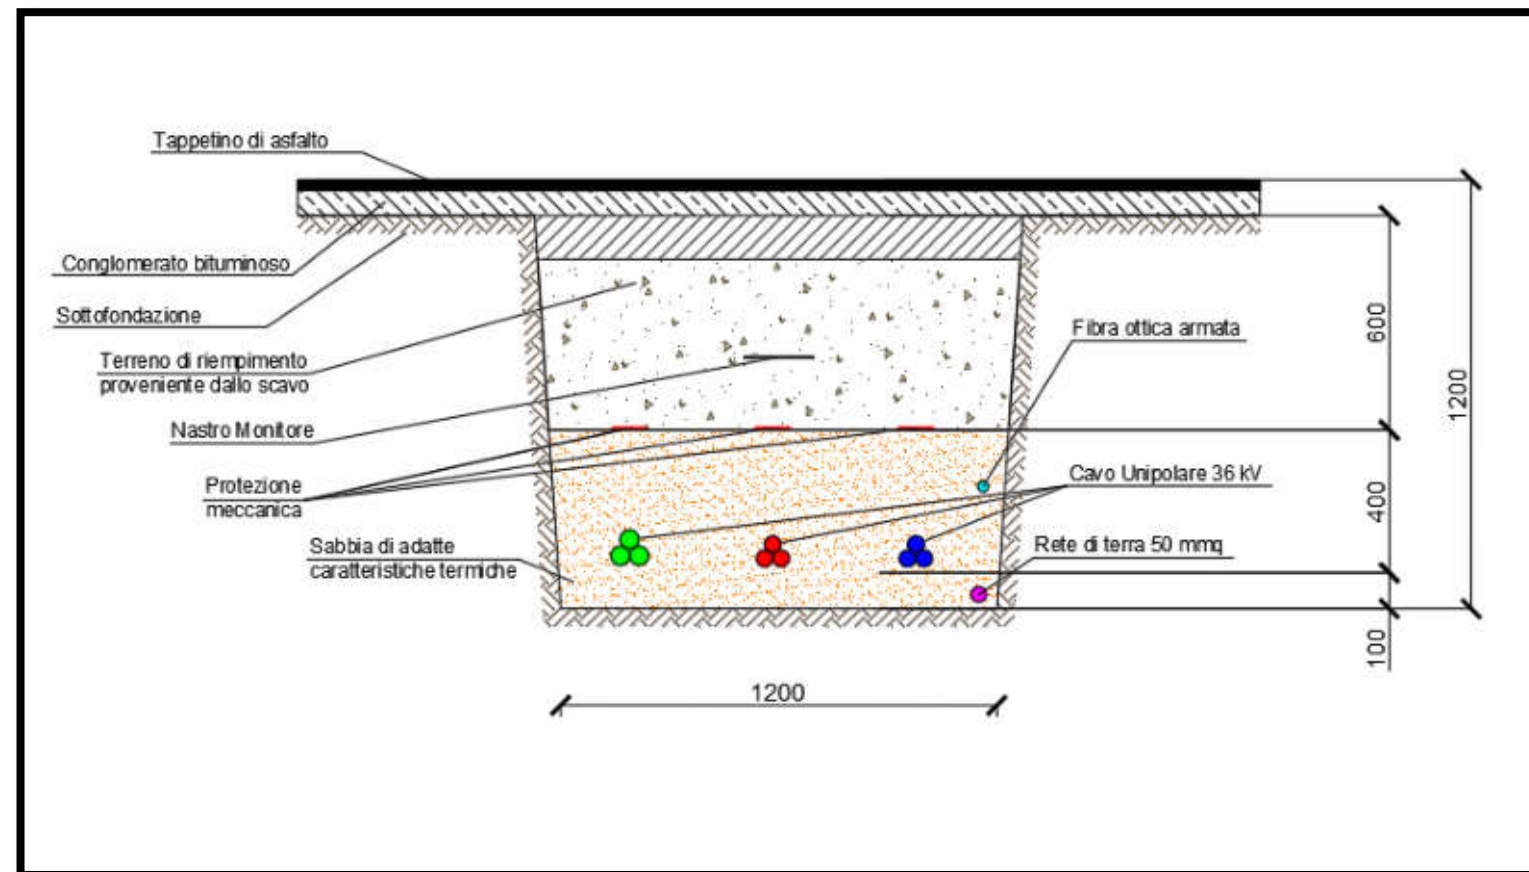 Tappetino di asfalto
Conglomerato bituminoso
Sottofondazione
Terreno di riempimento
proveniente dallo scavo
Nastro Monitore
Protezione
meccanica
Sabbia di adatte
caratteristiche termiche
Fibra ottica armata
Cavo Unipolare 36 kV
Rete di terra 50 mmq
600
400
100
1200
1200